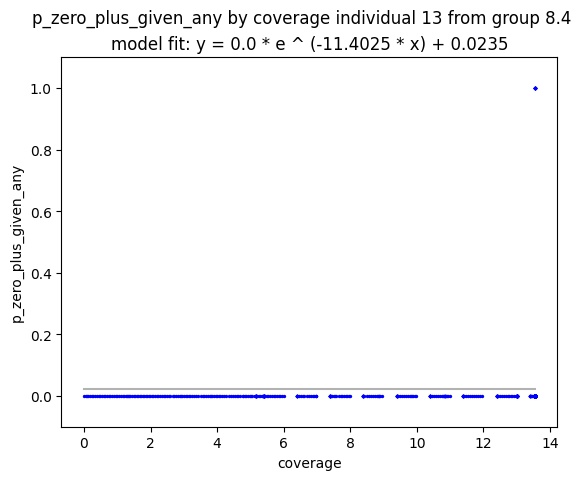 p_zero_plus_given_any by coverage individual 13 from group 8.4
model fit: y = 0.0 * e ^ (-11.4025 * x) + 0.0235
1.0
0.8
0.6
0.4
0.2
0.0
p_zero_plus_given_any
0 2 4 6 8 10 12 14
coverage